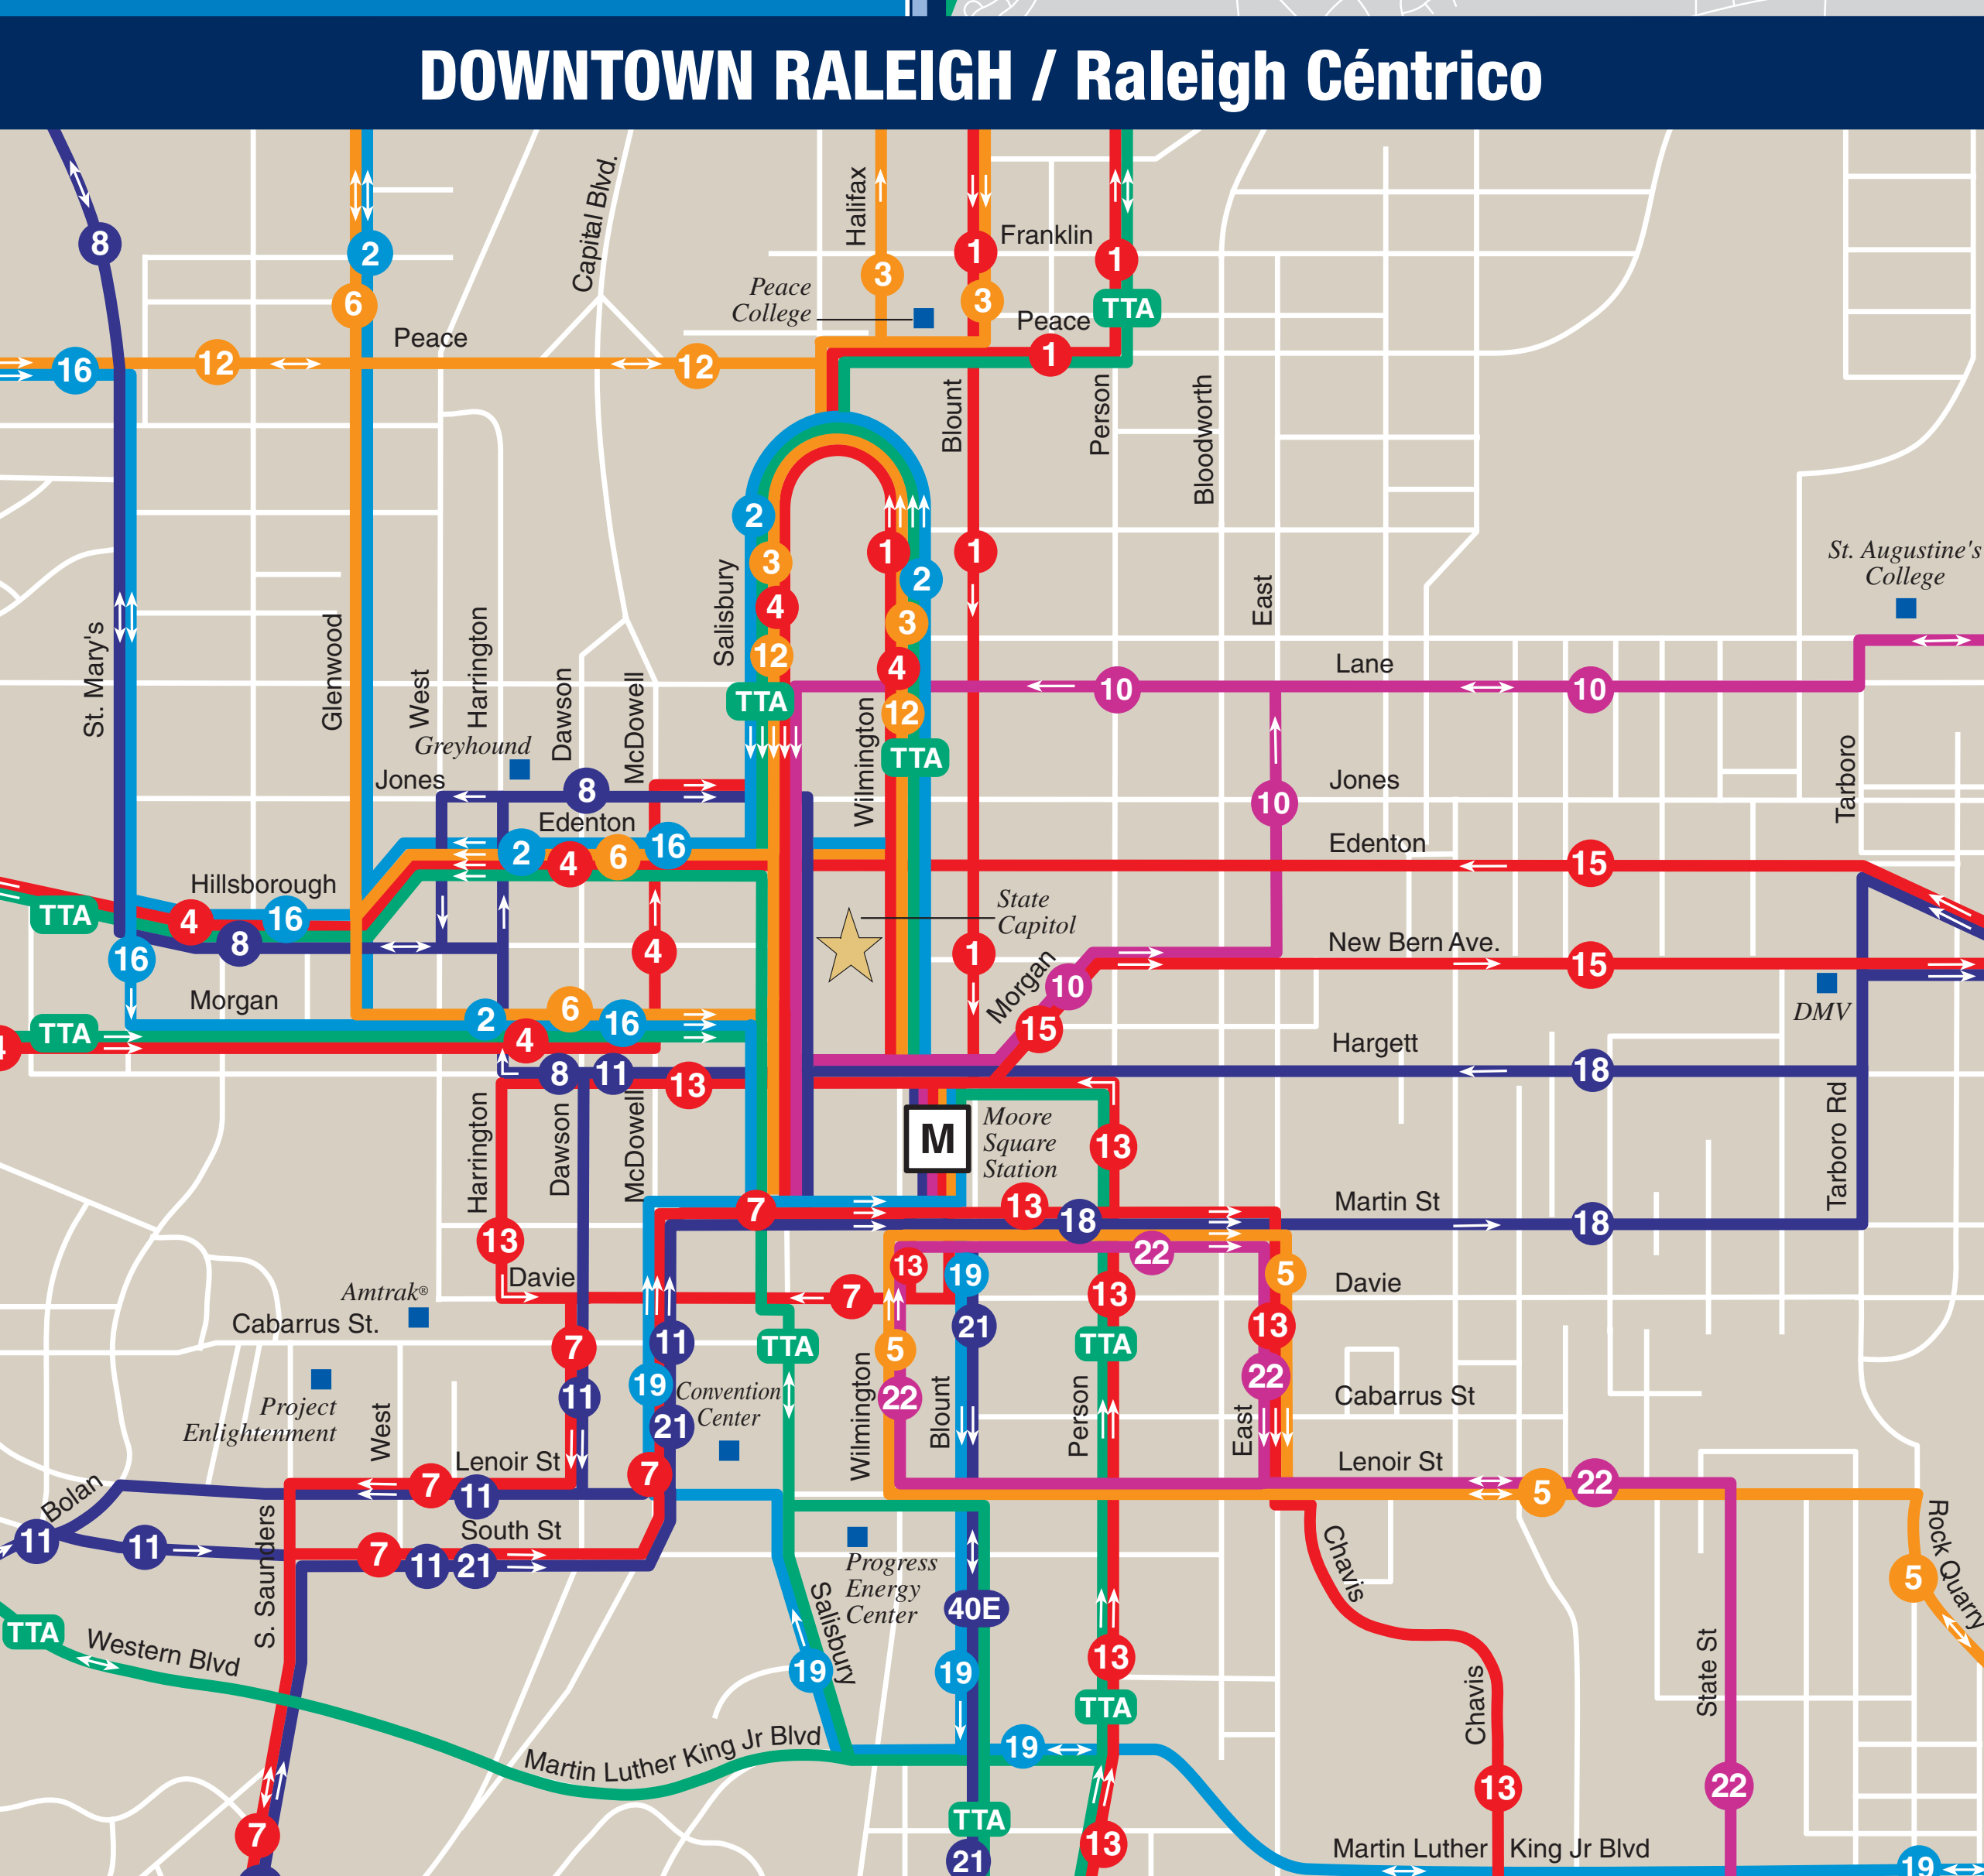 DOWNTOWN RALEIGH / Raleigh Céntrico
Halifax
Capital Blvd.
8
2
1
Franklin
1
3
6
Peace
College
3
TTA
Peace
Peace
1
16
12
12
Blount
Person
Bloodworth
2
1
1
St. Augustine's
College
3
2
Salisbury
East
4
3
St. Mary's
Glenwood
West
Harrington
Dawson
McDowell
12
4
Lane
TTA
10
10
12
Greyhound
Wilmington
TTA
Tarboro
Jones
8
10
Jones
Edenton
2
4
6
16
Edenton
15
Hillsborough
TTA
4
16
8
State
Capitol
16
4
1
Morgan
10
New Bern Ave.
15
DMV
Morgan
2
6
16
TTA
4
4
15
Hargett
8
11
13
18
Harrington
Dawson
McDowell
M
Moore
Square
Station
13
Tarboro Rd
7
13
18
Martin St
18
13
Davie
13
19
22
5
Davie
Amtrak®
7
13
Cabarrus St.
21
13
7
11
TTA
5
TTA
Project
Enlightenment
West
11
19
Convention
Center
21
Wilmington
22
Blount
Person
22
East
Cabarrus St
Lenoir St
7
11
7
Lenoir St
5
22
Bolan
11
11
S. Saunders
South St
7
11
21
Progress
Energy
Center
Chavis
Rock Quarry
5
40E
TTA
Western Blvd
Salisbury
19
19
13
TTA
Chavis
State St
Martin Luther King Jr Blvd
19
13
22
7
TTA
13
21
Martin Luther King Jr Blvd
19